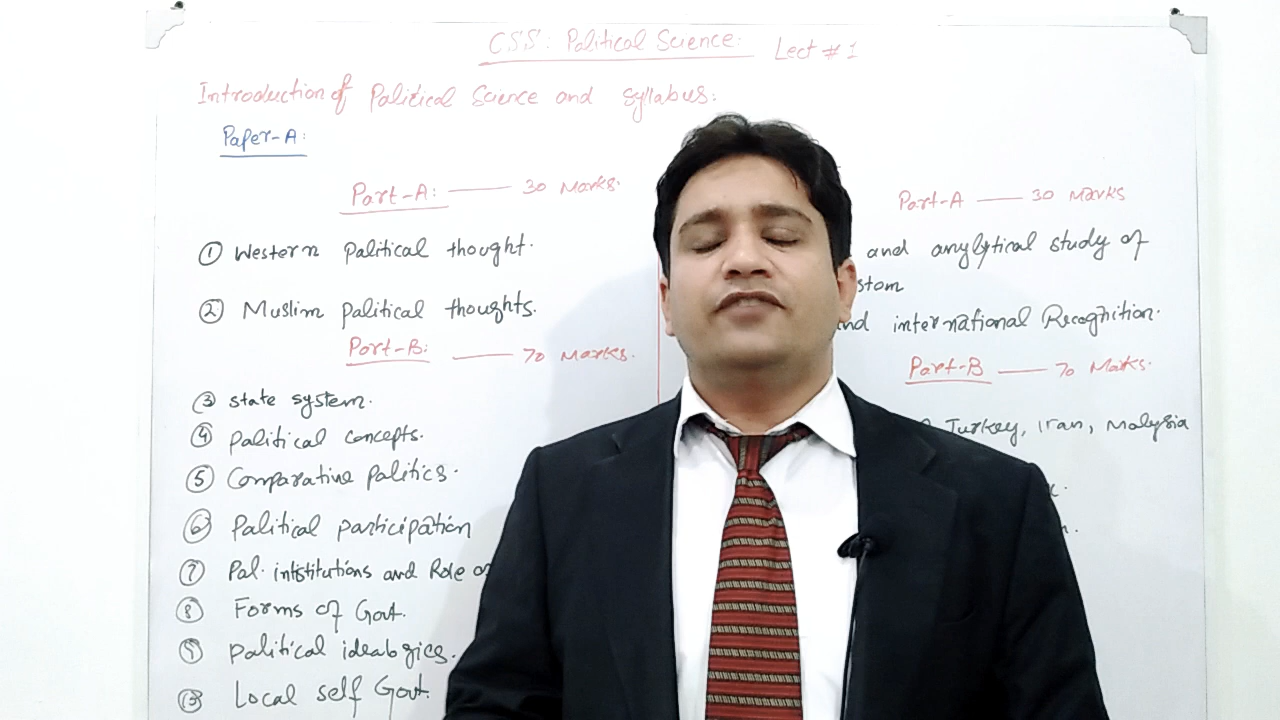 CSS: Political Science: Lect # 1
Introduction of Political Science and Syllabus:
Paper-A:
Part-A: — 30 Marks.
① Western Political thought.
② Muslim Political thoughts.
Part-B: — 70 Marks.
③ state system.
④ Political concepts.
⑤ Comparative Politics.
⑥ Political participation
⑦ Pol. intstitutions and Role
⑧ Forms of Govt.
⑨ Political idealogies.
⑩ Local self Govt.
Part-A — 30 Marks
and anylytical study of
stom
and international Recognition.
Part-B — 70 Marks.
Turkey, iran, Malysia